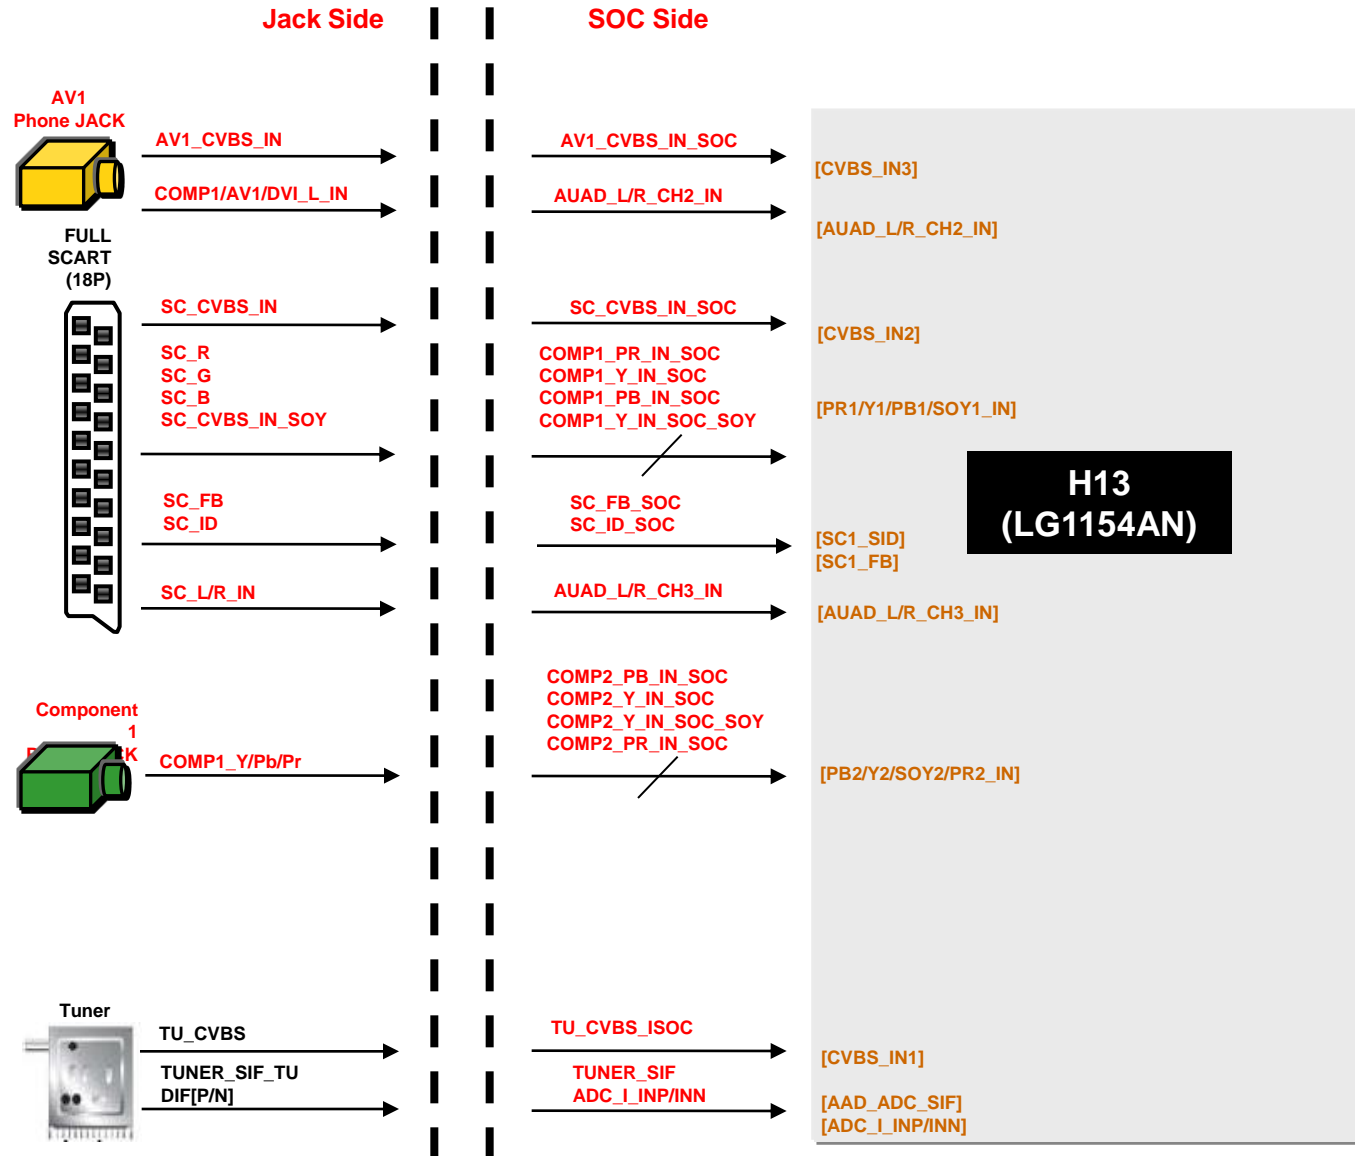 Jack Side
SOC Side
AV1
Phone JACK
AV1_CVBS_IN
AV1_CVBS_IN_SOC
[CVBS_IN3]
COMP1/AV1/DVI_L_IN
AUAD_L/R_CH2_IN
[AUAD_L/R_CH2_IN]
FULL
SCART
(18P)
SC_CVBS_IN
SC_CVBS_IN_SOC
[CVBS_IN2]
SC_R
SC_G
SC_B
SC_CVBS_IN_SOY
COMP1_PR_IN_SOC
COMP1_Y_IN_SOC
COMP1_PB_IN_SOC
COMP1_Y_IN_SOC_SOY
[PR1/Y1/PB1/SOY1_IN]
H13
(LG1154AN)
SC_FB
SC_ID
SC_FB_SOC
SC_ID_SOC
[SC1_SID]
[SC1_FB]
SC_L/R_IN
AUAD_L/R_CH3_IN
[AUAD_L/R_CH3_IN]
COMP2_PB_IN_SOC
COMP2_Y_IN_SOC
COMP2_Y_IN_SOC_SOY
COMP2_PR_IN_SOC
Component
1
COMP1_Y/Pb/Pr
[PB2/Y2/SOY2/PR2_IN]
Tuner
TU_CVBS
TU_CVBS_ISOC
[CVBS_IN1]
TUNER_SIF_TU
DIF[P/N]
TUNER_SIF
ADC_I_INP/INN
[AAD_ADC_SIF]
[ADC_I_INP/INN]